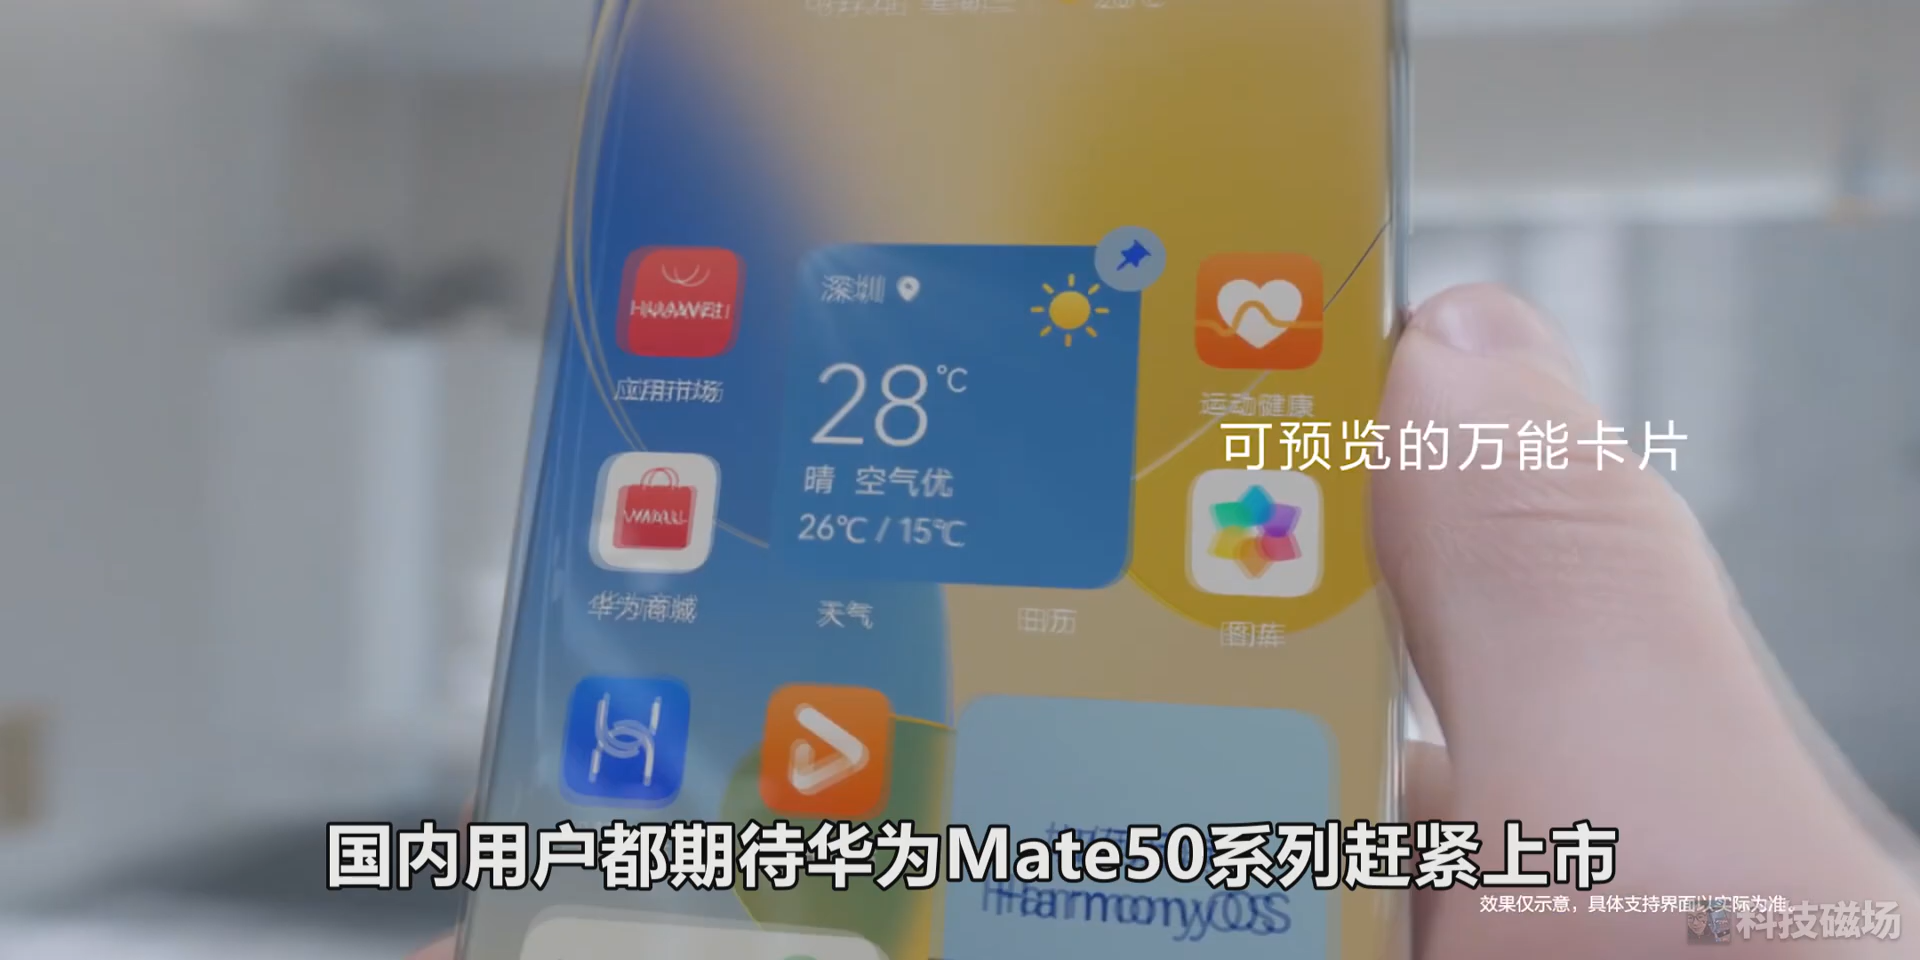 深圳
28℃
晴 空气优
26℃ / 15℃
HUAWEI
应用市场
运动健康
可预览的万能卡片
华为商城
天气
日历
图库
国内用户都期待华为Mate50系列赶紧上市
HarmonyOS
效果仅示意，具体支持界面以实际为准。
科技磁场